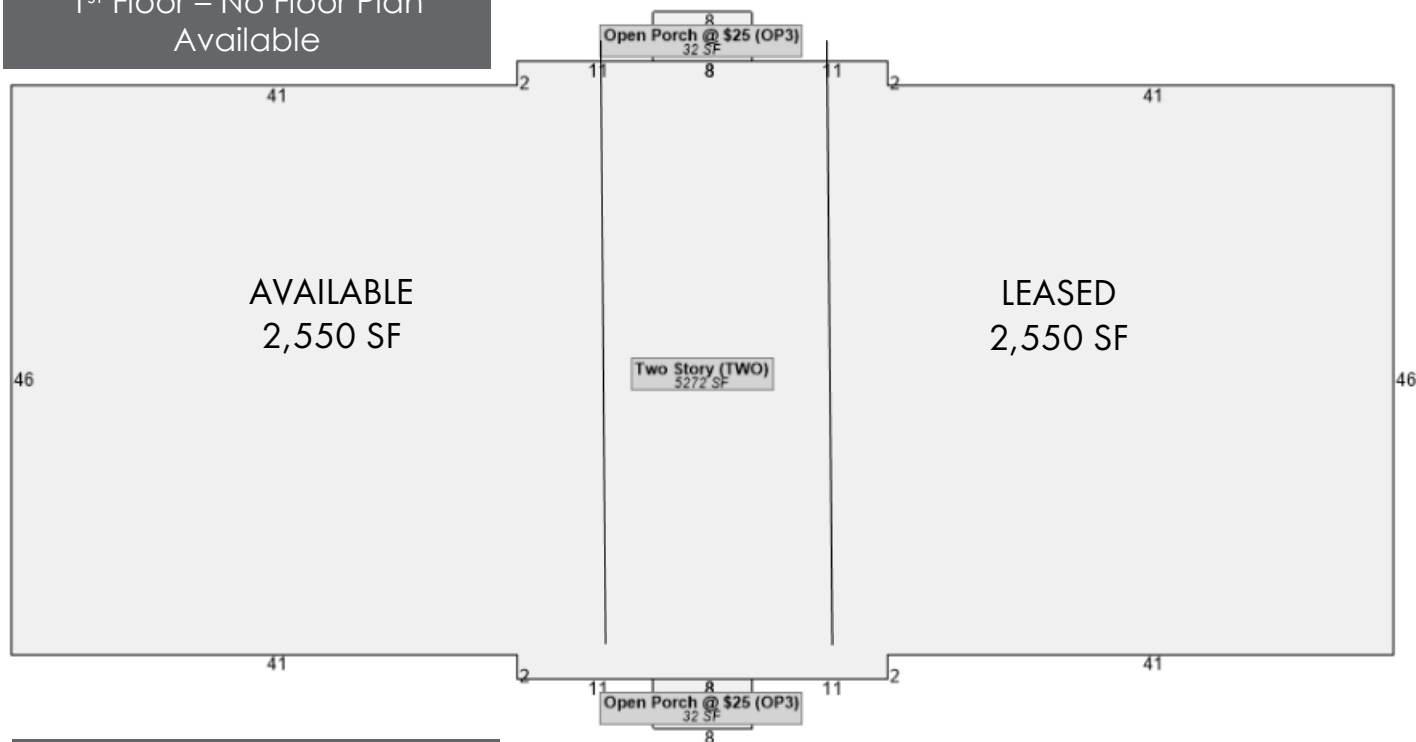 1st Floor – No Floor Plan
Available
8
Open Porch @ $25 (OP3)
32 SF
11
8
11
2
2
41
41
AVAILABLE
2,550 SF
LEASED
2,550 SF
Two Story (TWO)
5272 SF
46
46
41
41
2
2
11
8
11
Open Porch @ $25 (OP3)
32 SF
8